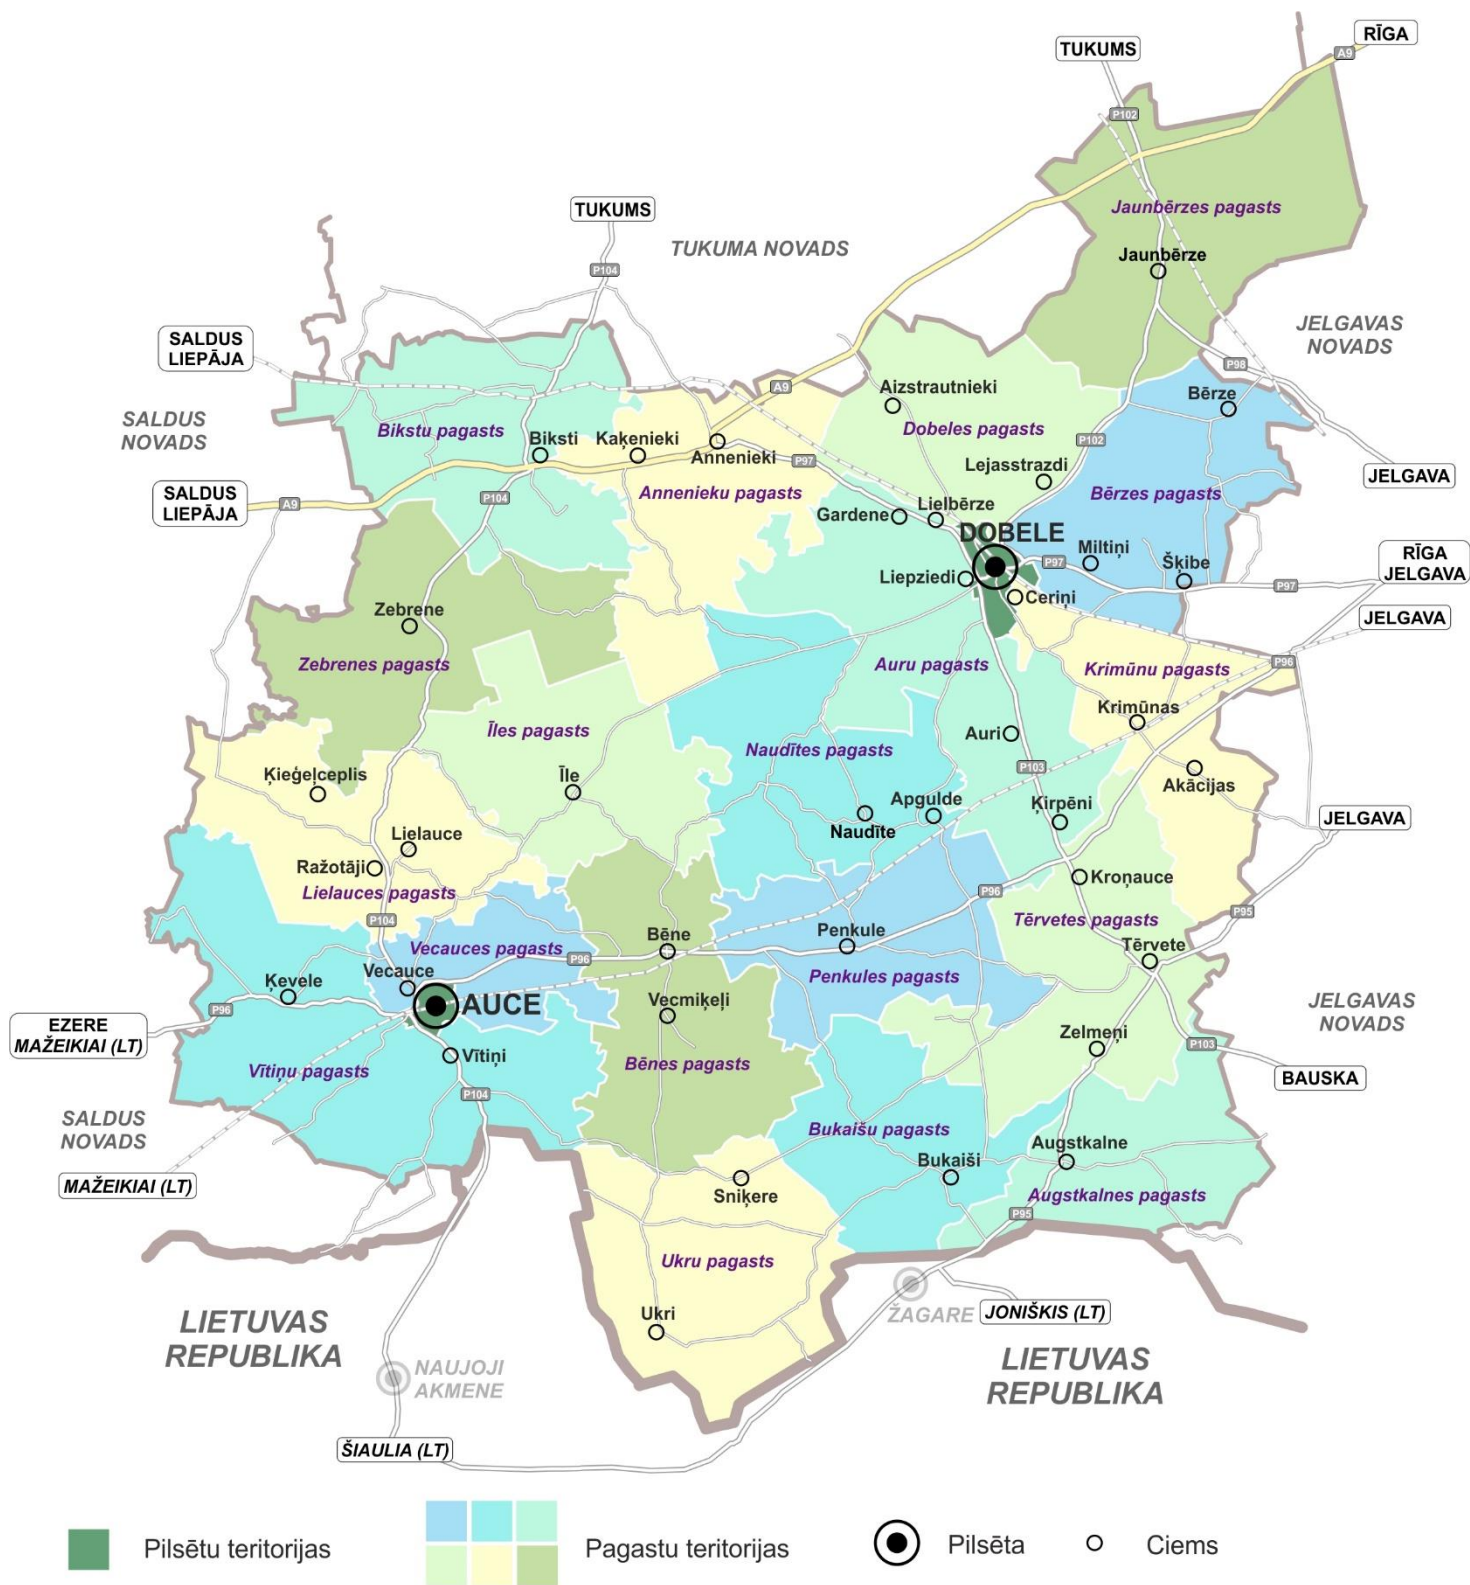 RĪGA
A9
TUKUMS
P102
Jaunbērzes pagasts
TUKUMS
TUKUMA NOVADS
Jaunbērze
P104
SALDUS
LIEPĀJA
JELGAVAS
NOVADS
P98
A9
Aizstrautnieki
Bērze
SALDUS
NOVADS
Bikstu pagasts
Biksti
Kaķenieki
Annenieki
Dobeles pagasts
P102
P97
Lejasstrazdi
JELGAVA
SALDUS
LIEPĀJA
A9
P104
Annenieku pagasts
Bērzes pagasts
Gardene
Lielbērze
DOBELE
P97
Miltiņi
Šķibe
RĪGA
JELGAVA
Liepziedi
P97
Ceriņi
JELGAVA
Zebrene
Zebrenes pagasts
Auru pagasts
Krimūnu pagasts
P96
Krimūnas
Īles pagasts
Naudītes pagasts
Auri
Ķieģeļceplis
Īle
P103
Akācijas
Apgulde
Ķirpēni
Naudīte
JELGAVA
Lielauce
Ražotāji
Kroņauce
Lielauces pagasts
P96
P104
Tērvetes pagasts
P95
Vecauces pagasts
Bēne
Penkule
Tērvete
P96
Vecauce
Penkules pagasts
Ķevele
AUCE
Vecmiķeļi
P96
JELGAVAS
NOVADS
EZERE
MAŽEIKIAI (LT)
Zelmeņi
Vītiņi
P103
Vītiņu pagasts
Bēnes pagasts
BAUSKA
P104
SALDUS
NOVADS
Bukaišu pagasts
Augstkalne
Bukaiši
MAŽEIKIAI (LT)
Sniķere
Augstkalnes pagasts
P95
Ukru pagasts
Ukri
ŽAGARE
JONIŠKIS (LT)
LIETUVAS
REPUBLIKA
LIETUVAS
REPUBLIKA
NAUJOJI
AKMENE
ŠIAULIA (LT)
Pilsētu teritorijas
Pagastu teritorijas
Pilsēta
Ciems